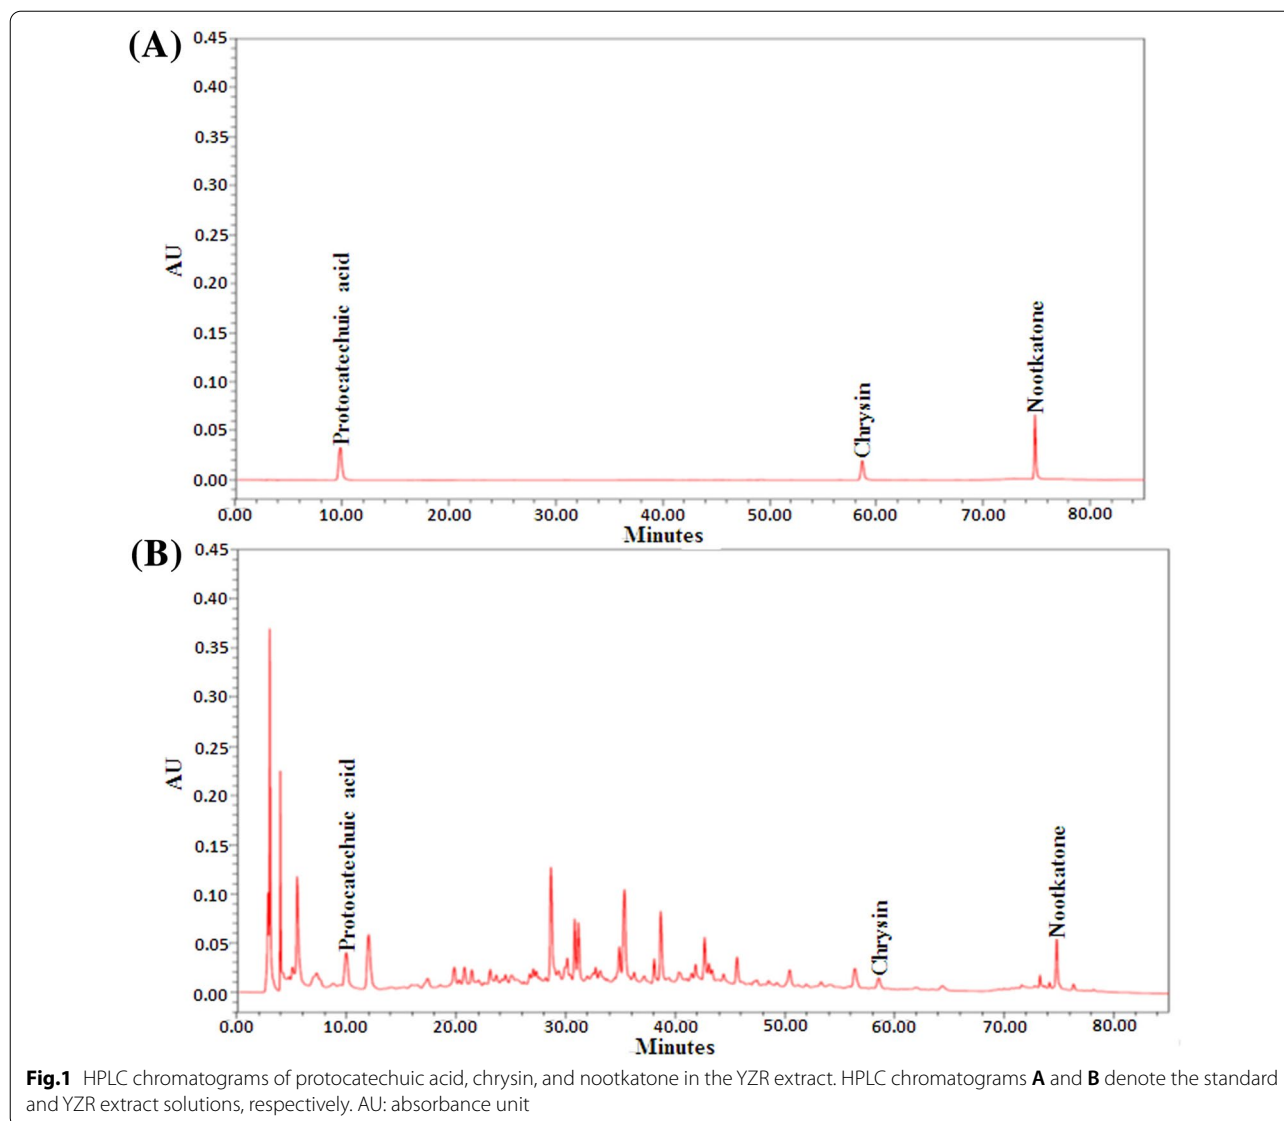 (A)
0.45
0.40
0.35
0.30
0.25
0.20
0.15
0.10
0.05
0.00
AU
Protocatechuic acid
Chrysin
Nootkatone
0.00 10.00 20.00 30.00 40.00 50.00 60.00 70.00 80.00
Minutes
(B)
0.45
0.40
0.35
0.30
0.25
0.20
0.15
0.10
0.05
0.00
AU
Protocatechuic acid
Chrysin
Nootkatone
0.00 10.00 20.00 30.00 40.00 50.00 60.00 70.00 80.00
Minutes
Fig.1 HPLC chromatograms of protocatechuic acid, chrysin, and nootkatone in the YZR extract. HPLC chromatograms A and B denote the standard
and YZR extract solutions, respectively. AU: absorbance unit